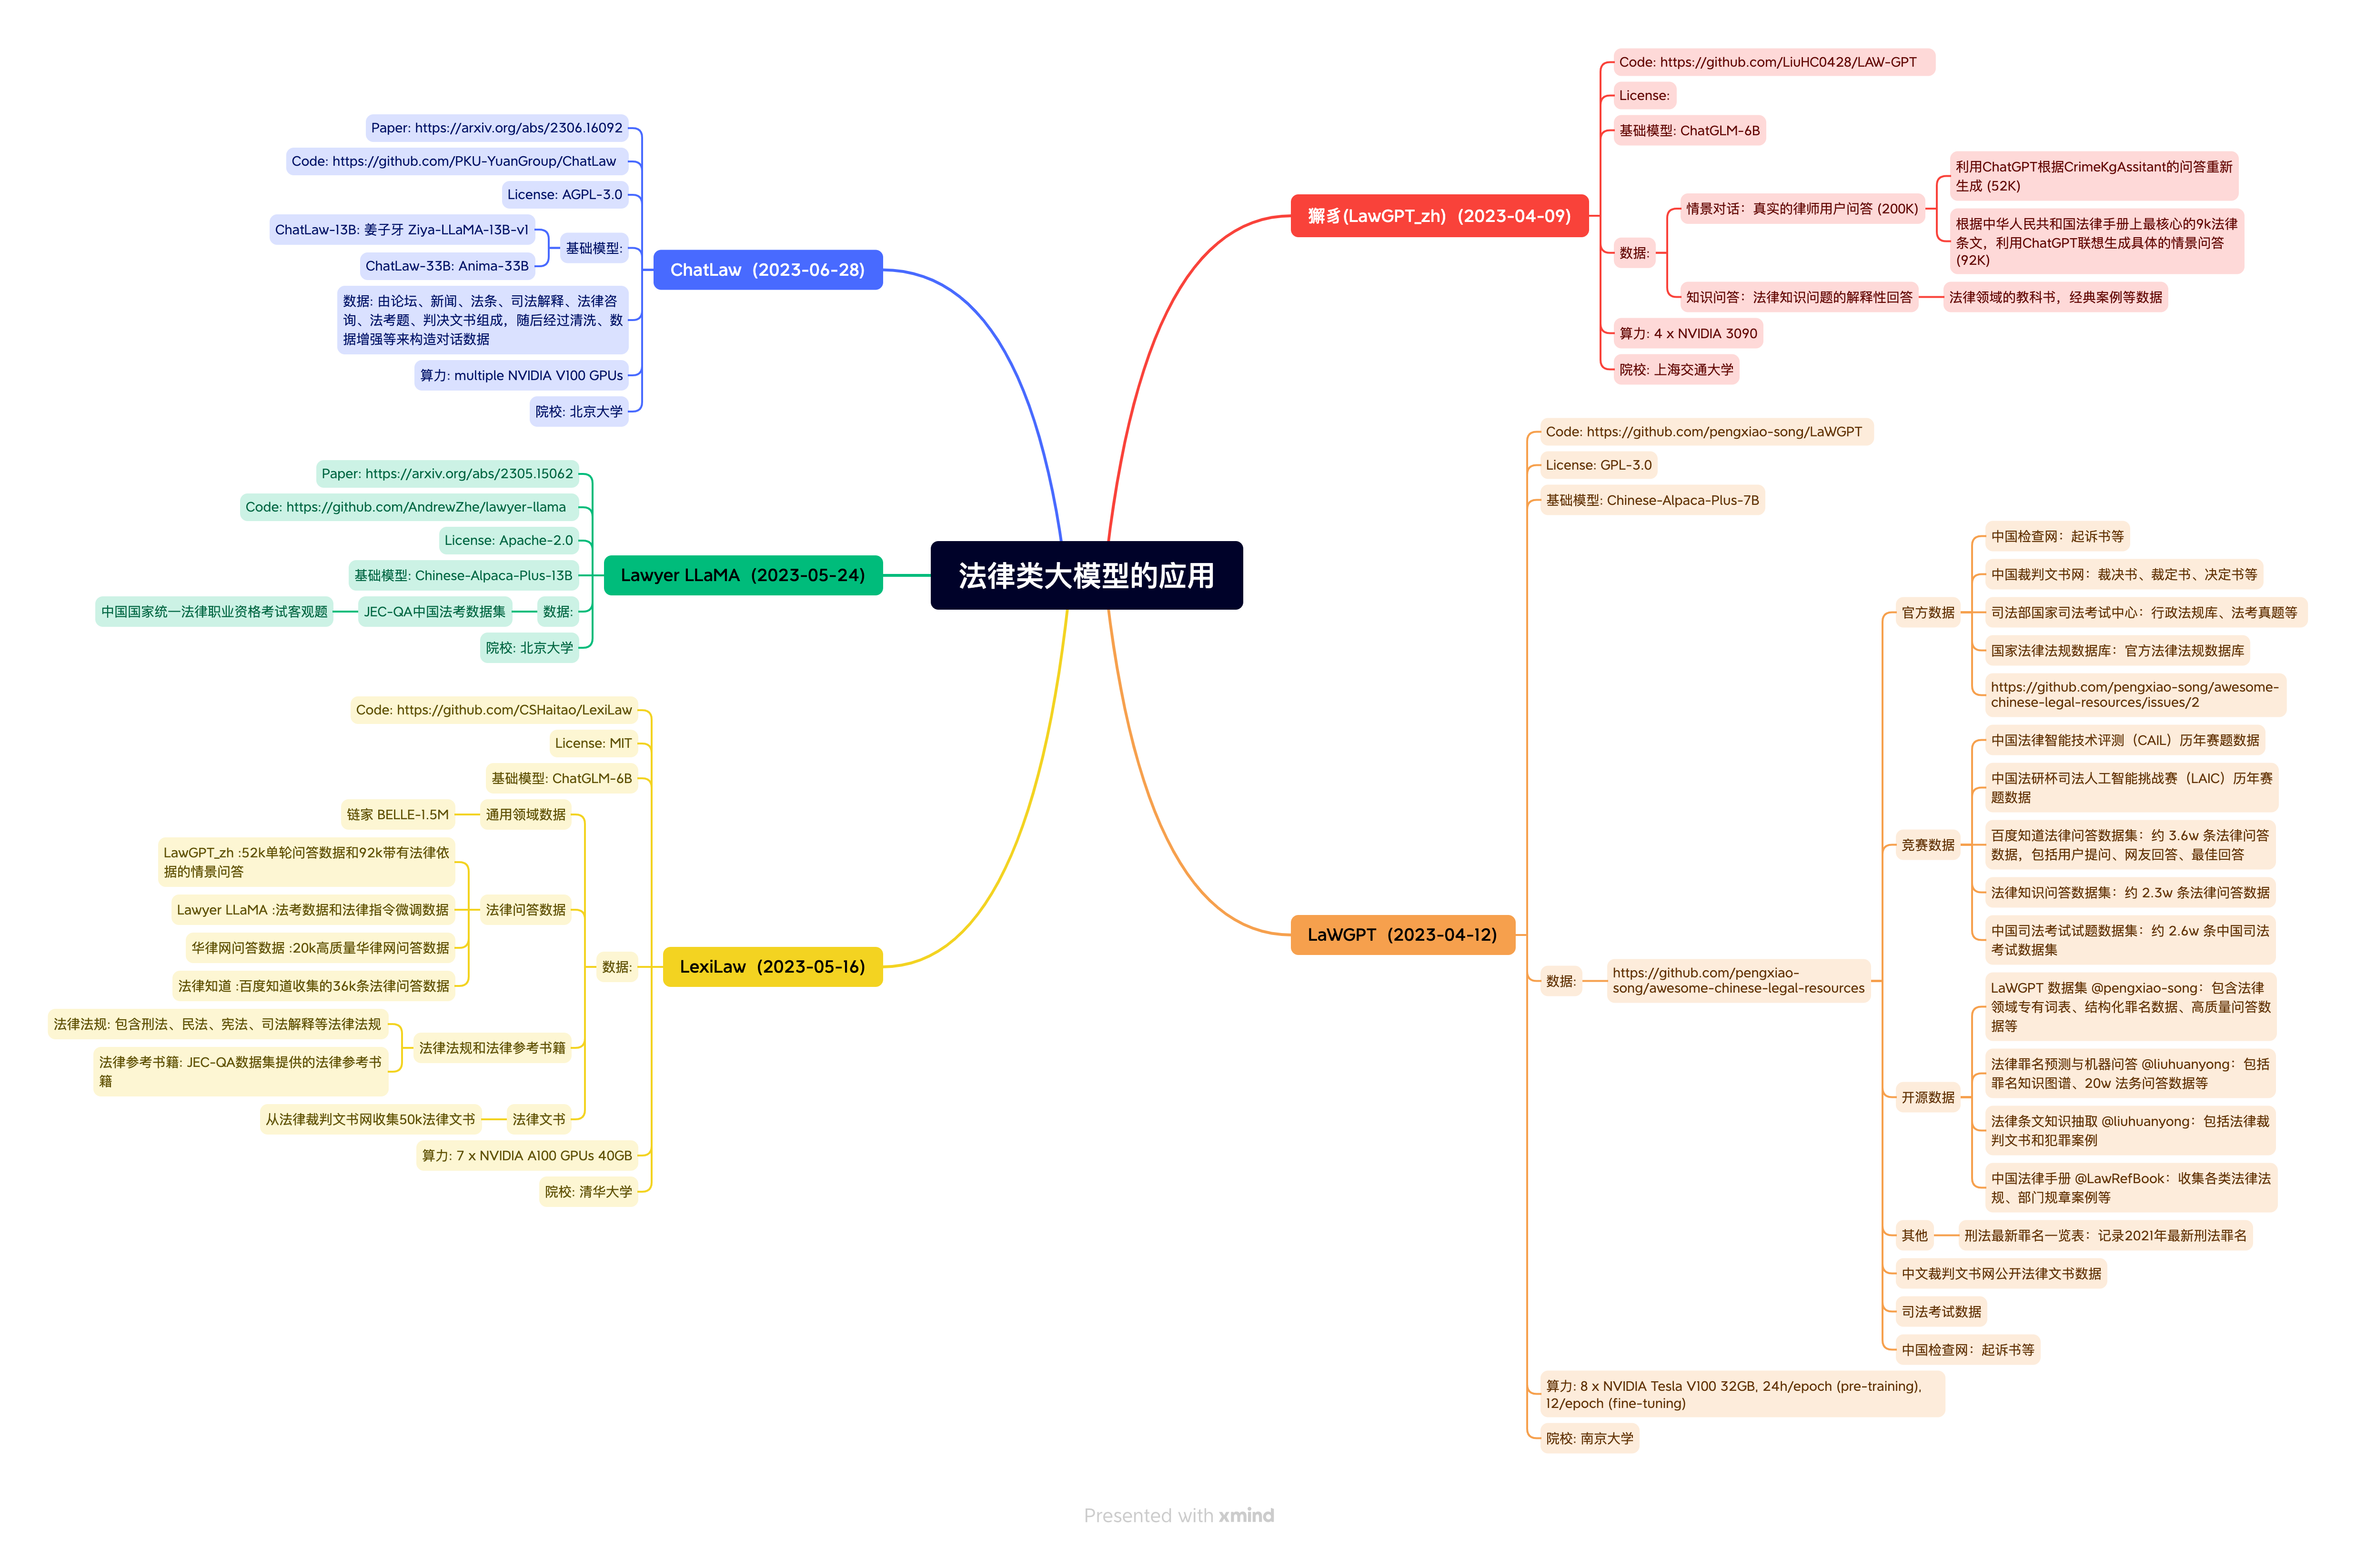 法律类大模型的应用
獬豸(LawGPT_zh)（2023-04-09)
Code: https://github.com/LiuHC0428/LAW-GPT
License:
基础模型: ChatGLM-6B
数据:
情景对话：真实的律师用户问答 (200K)
利用ChatGPT根据CrimeKgAssitant的问答重新
生成 (52K)
根据中华人民共和国法律手册上最核心的9k法律
条文，利用ChatGPT联想生成具体的情景问答
(92K)
知识问答：法律知识问题的解释性回答
法律领域的教科书，经典案例等数据
算力: 4 x NVIDIA 3090
院校: 上海交通大学
LaWGPT（2023-04-12)
Code: https://github.com/pengxiao-song/LaWGPT
License: GPL-3.0
基础模型: Chinese-Alpaca-Plus-7B
数据:
https://github.com/pengxiao-
song/awesome-chinese-legal-resources
官方数据
中国检查网：起诉书等
中国裁判文书网：裁决书、裁定书、决定书等
司法部国家司法考试中心：行政法规库、法考真题等
国家法律法规数据库：官方法律法规数据库
https://github.com/pengxiao-song/awesome-
chinese-legal-resources/issues/2
竞赛数据
中国法律智能技术评测（CAIL）历年赛题数据
中国法研杯司法人工智能挑战赛（LAIC）历年赛
题数据
百度知道法律问答数据集：约 3.6w 条法律问答
数据，包括用户提问、网友回答、最佳回答
法律知识问答数据集：约 2.3w 条法律问答数据
中国司法考试试题数据集：约 2.6w 条中国司法
考试数据集
开源数据
LaWGPT 数据集 @pengxiao-song：包含法律
领域专有词表、结构化罪名数据、高质量问答数
据等
法律罪名预测与机器问答 @liuhuanyong：包括
罪名知识图谱、20w 法务问答数据等
法律条文知识抽取 @liuhuanyong：包括法律裁
判文书和犯罪案例
中国法律手册 @LawRefBook：收集各类法律法
规、部门规章案例等
其他
刑法最新罪名一览表：记录2021年最新刑法罪名
中文裁判文书网公开法律文书数据
司法考试数据
中国检查网：起诉书等
算力: 8 x NVIDIA Tesla V100 32GB, 24h/epoch (pre-training),
12/epoch (fine-tuning)
院校: 南京大学
LexiLaw（2023-05-16)
Code: https://github.com/CSHaitao/LexiLaw
License: MIT
基础模型: ChatGLM-6B
数据:
通用领域数据
链家 BELLE-1.5M
法律问答数据
LawGPT_zh :52k单轮问答数据和92k带有法律依
据的情景问答
Lawyer LLaMA :法考数据和法律指令微调数据
华律网问答数据 :20k高质量华律网问答数据
法律知道 :百度知道收集的36k条法律问答数据
法律法规和法律参考书籍
法律法规: 包含刑法、民法、宪法、司法解释等法律法规
法律参考书籍: JEC-QA数据集提供的法律参考书
籍
法律文书
从法律裁判文书网收集50k法律文书
算力: 7 x NVIDIA A100 GPUs 40GB
院校: 清华大学
Lawyer LLaMA（2023-05-24)
Paper: https://arxiv.org/abs/2305.15062
Code: https://github.com/AndrewZhe/lawyer-llama
License: Apache-2.0
基础模型: Chinese-Alpaca-Plus-13B
数据:
JEC-QA中国法考数据集
中国国家统一法律职业资格考试客观题
院校: 北京大学
ChatLaw（2023-06-28)
Paper: https://arxiv.org/abs/2306.16092
Code: https://github.com/PKU-YuanGroup/ChatLaw
License: AGPL-3.0
基础模型:
ChatLaw-13B: 姜子牙 Ziya-LLaMA-13B-v1
ChatLaw-33B: Anima-33B
数据: 由论坛、新闻、法条、司法解释、法律咨
询、法考题、判决文书组成，随后经过清洗、数
据增强等来构造对话数据
算力: multiple NVIDIA V100 GPUs
院校: 北京大学
Presented with xmind